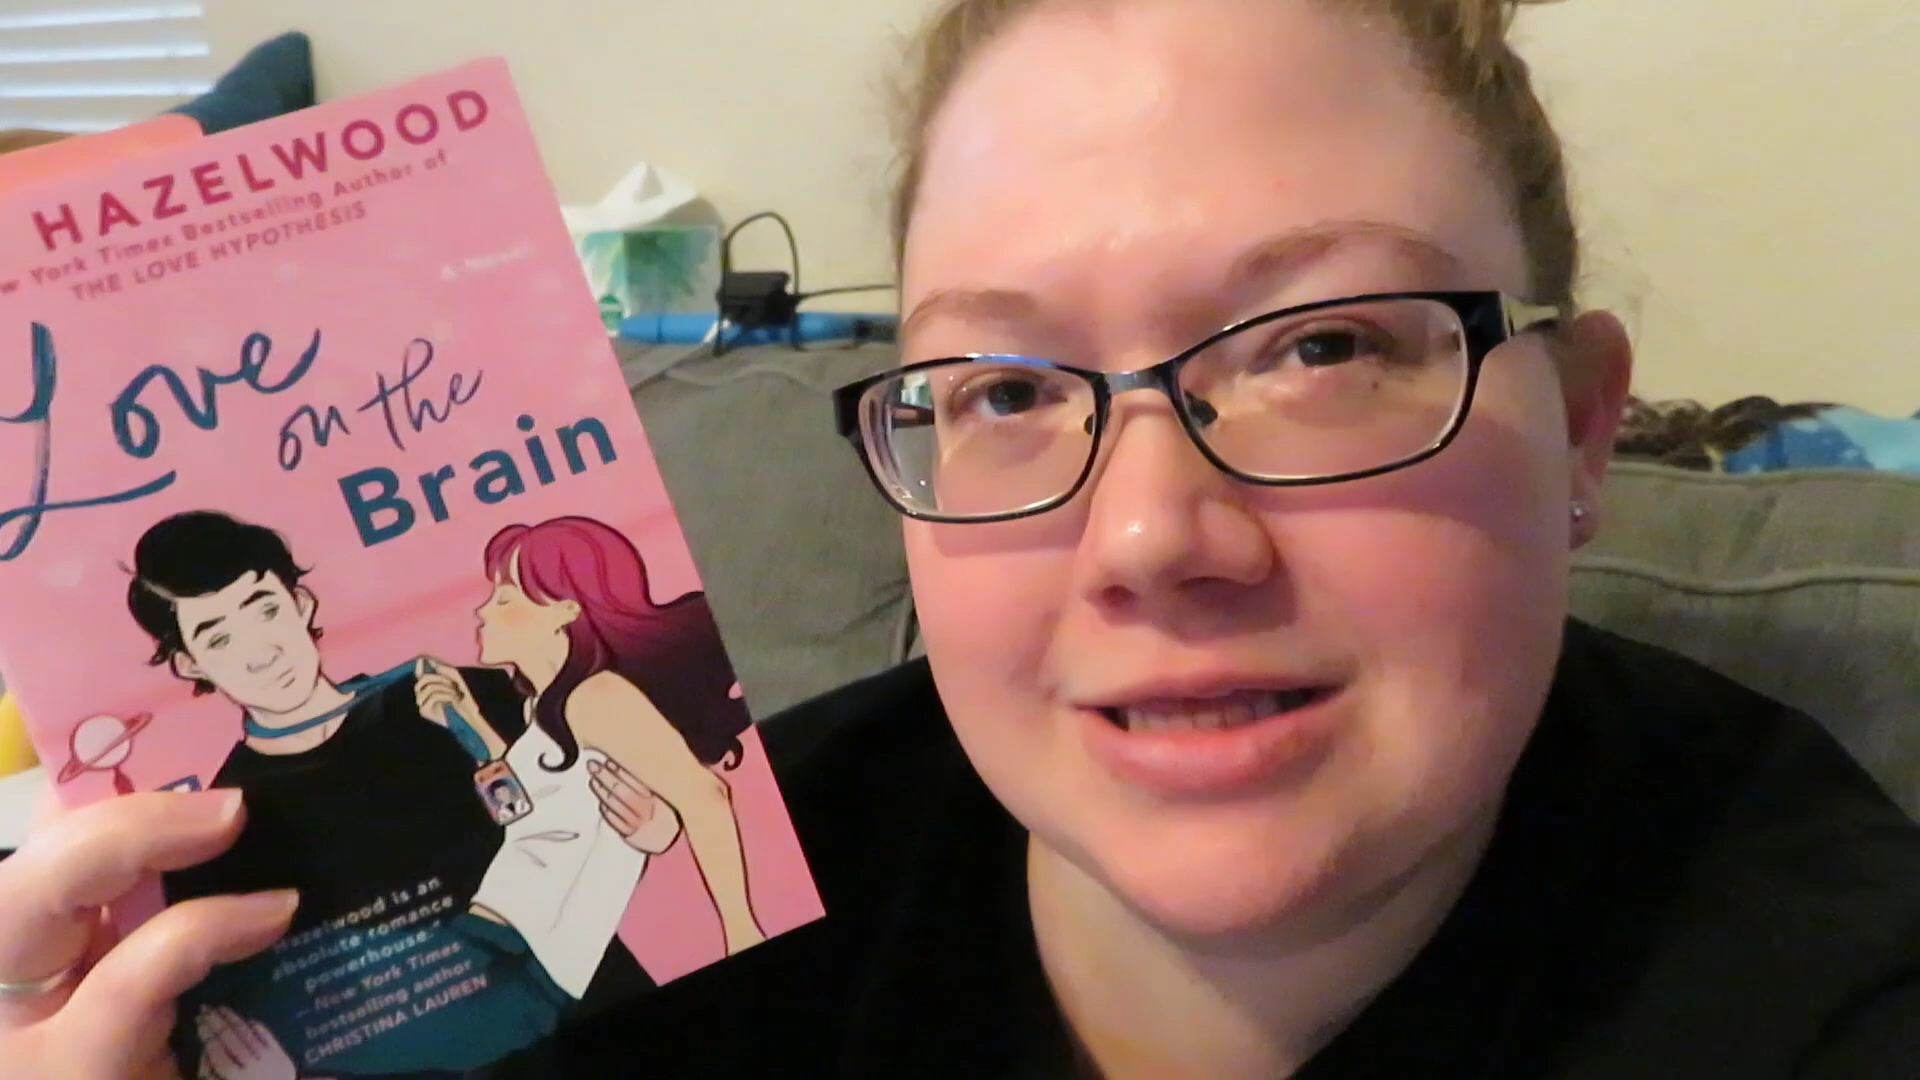 HAZELWOOD
w York Times Bestselling Author of
THE LOVE HYPOTHESIS
A Novel
Love
on the
Brain
Hazelwood is an
absolute romance
powerhouse."
—New York Times
bestselling author
CHRISTINA LAUREN